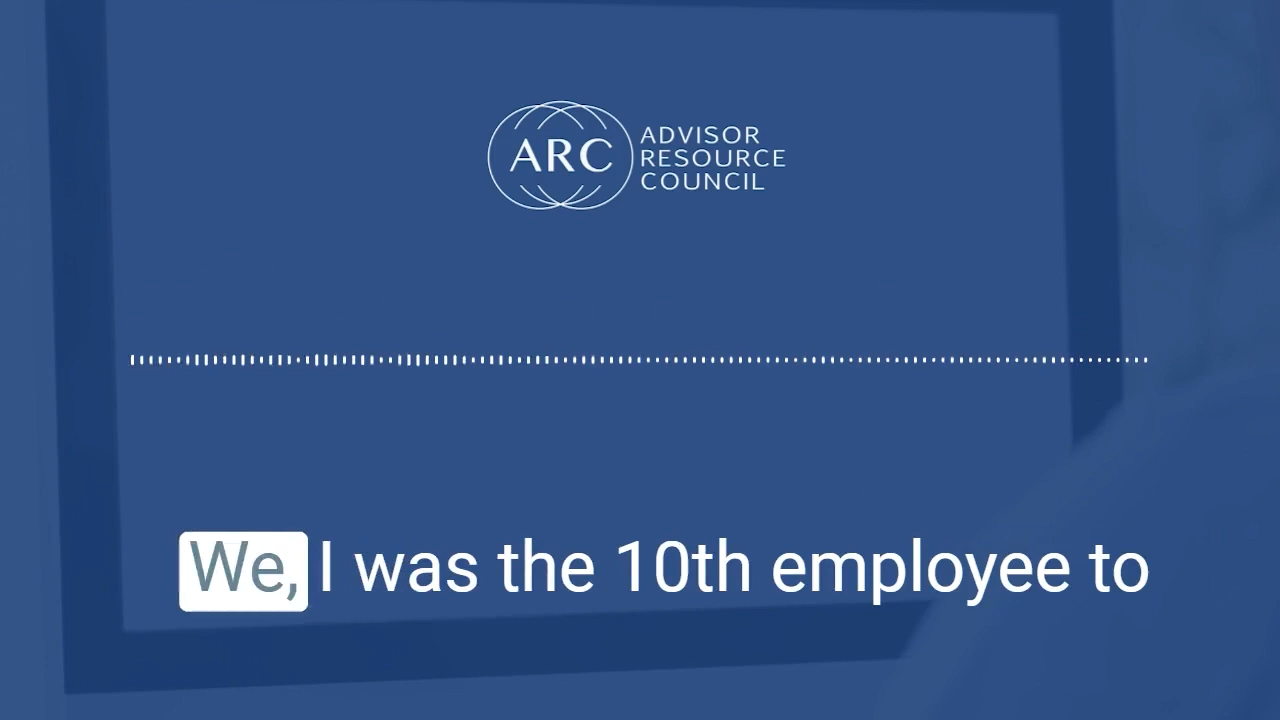 ARC
ADVISOR
RESOURCE
COUNCIL
We, I was the 10th employee to